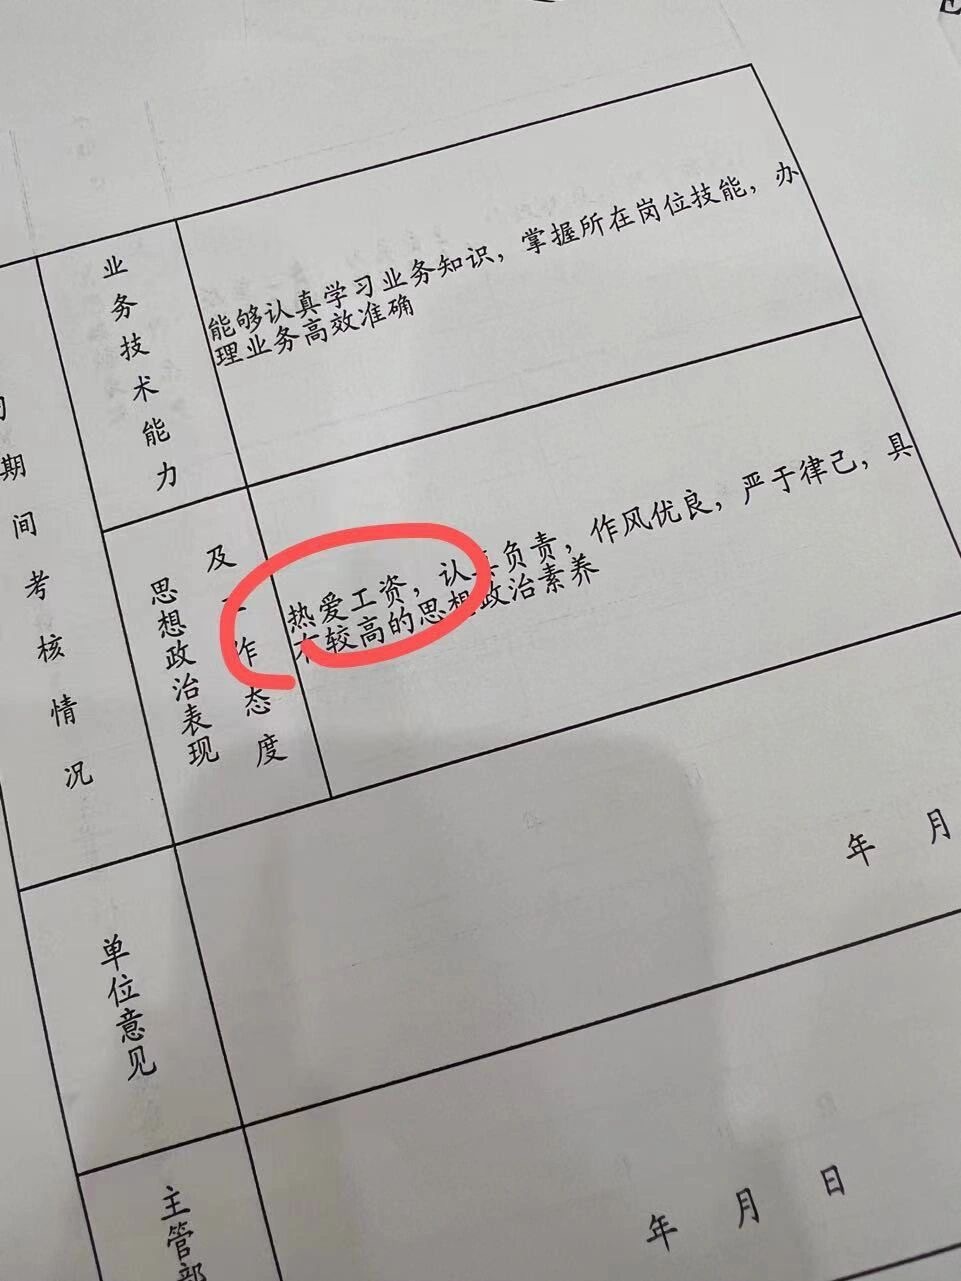 业务技术能力
能够认真学习业务知识，掌握所在岗位技能，办
理业务高效准确
期间考核情况
思想政治表现
及工作态度
热爱工资，认真负责，作风优良，严于律己，具
有较高的思想政治素养
年 月
单位意见
年 月 日
主管部